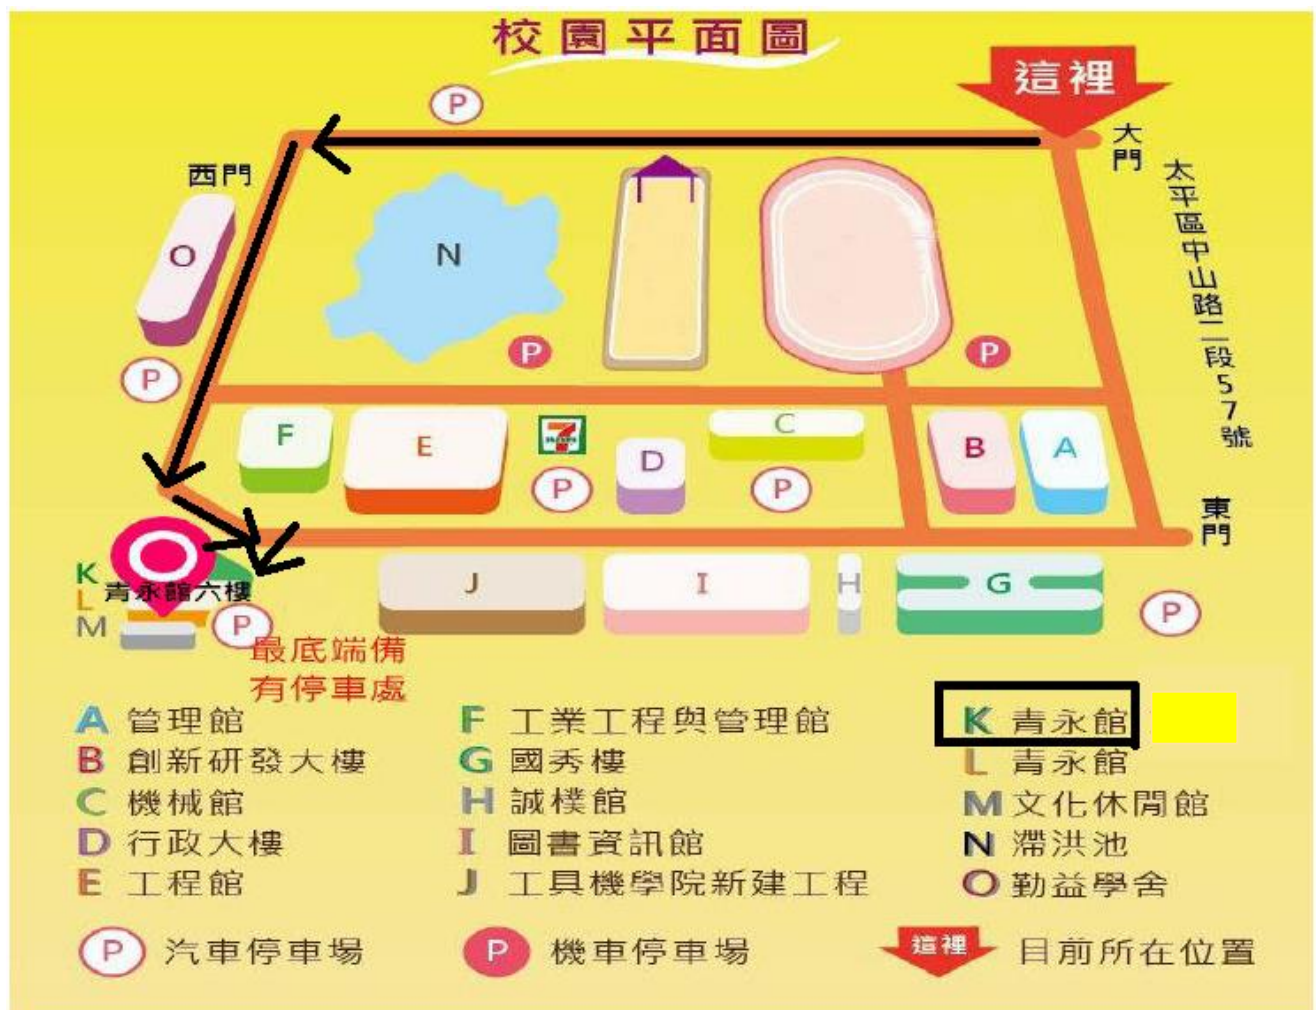 校園平面圖
這裡
P
大門
西門
太平區中山路二段57號
O
N
P
P
P
F
E
7
C
D
B
A
P
P
東門
K
L
M
青永館六樓
P
J
I
H
G
P
最底端備
有停車處
A 管理館
B 創新研發大樓
C 機械館
D 行政大樓
E 工程館
F 工業工程與管理館
G 國秀樓
H 誠樸館
I 圖書資訊館
J 工具機學院新建工程
K 青永館
L 青永館
M 文化休閒館
N 滯洪池
O 勤益學舍
P 汽車停車場
P 機車停車場
這裡 目前所在位置